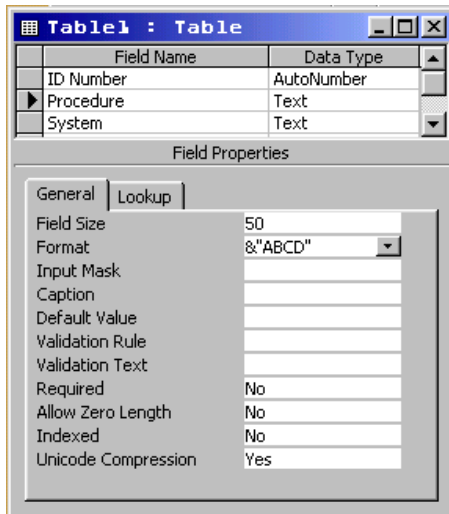 Table1 : Table
Field Name Data Type
ID Number AutoNumber
Procedure Text
System Text
Field Properties
General Lookup
Field Size 50
Format &"ABCD"
Input Mask
Caption
Default Value
Validation Rule
Validation Text
Required No
Allow Zero Length No
Indexed No
Unicode Compression Yes